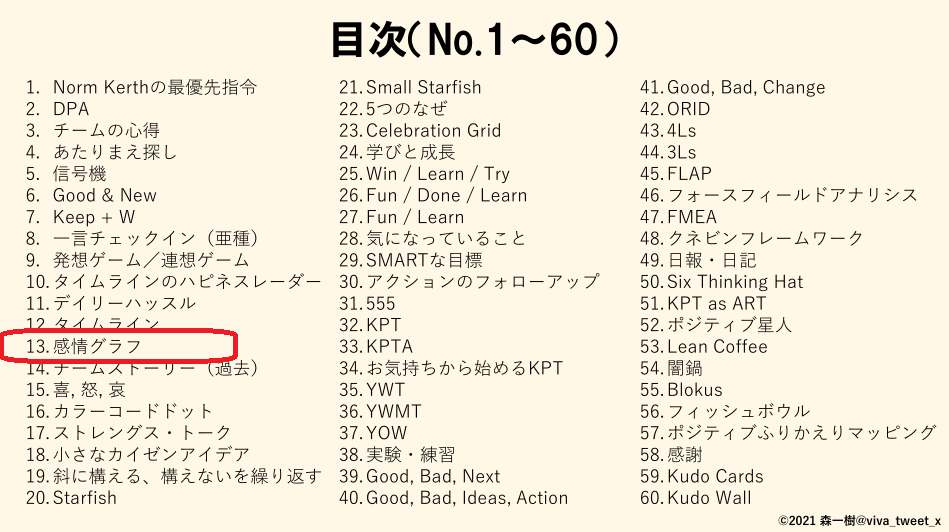 目次(No.1～60)
1. Norm Kerthの最優先指令
2. DPA
3. チームの心得
4. あたりまえ探し
5. 信号機
6. Good & New
7. Keep + W
8. 一言チェックイン（亜種）
9. 発想ゲーム／連想ゲーム
10. タイムラインのハピネスレーダー
11. デイリーハッスル
12. タイムライン
13. 感情グラフ
14. チームストーリー（過去）
15. 喜, 怒, 哀
16. カラーコードドット
17. ストレングス・トーク
18. 小さなカイゼンアイデア
19. 斜に構える、構えないを繰り返す
20. Starfish
21. Small Starfish
22. 5つのなぜ
23. Celebration Grid
24. 学びと成長
25. Win / Learn / Try
26. Fun / Done / Learn
27. Fun / Learn
28. 気になっていること
29. SMARTな目標
30. アクションのフォローアップ
31. 555
32. KPT
33. KPTA
34. お気持ちから始めるKPT
35. YWT
36. YWMT
37. YOW
38. 実験・練習
39. Good, Bad, Next
40. Good, Bad, Ideas, Action
41. Good, Bad, Change
42. ORID
43. 4Ls
44. 3Ls
45. FLAP
46. フォースフィールドアナリシス
47. FMEA
48. クネビンフレームワーク
49. 日報・日記
50. Six Thinking Hat
51. KPT as ART
52. ポジティブ星人
53. Lean Coffee
54. 闇鍋
55. Blokus
56. フィッシュボウル
57. ポジティブふりかえりマッピング
58. 感謝
59. Kudo Cards
60. Kudo Wall
©2021 森一樹@viva_tweet_x